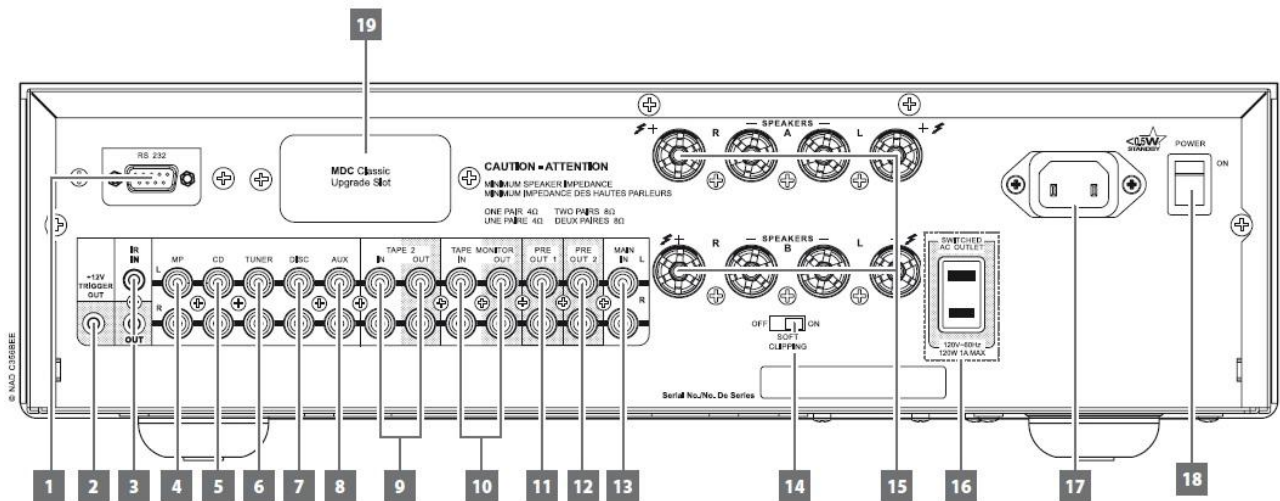 19
RS 232
MDC Classic
Upgrade Slot
CAUTION - ATTENTION
MINIMUM SPEAKER IMPEDANCE
MINIMUM IMPEDANCE DES HAUTES PARLEURS
ONE PAIR 4Ω TWO PAIRS 8Ω
UNE PAIRE 4Ω DEUX PAIRES 8Ω
+ R — SPEAKERS — A L +
<0.5W
STANDBY
POWER
ON
+12V
TRIGGER
OUT
IR
IN
OUT
L
R
MP
CD
TUNER
DISC
AUX
TAPE 2
IN OUT
TAPE MONITOR
IN OUT
PRE
OUT 1
PRE
OUT 2
MAIN
IN
L
R
+ R — SPEAKERS — B L +
OFF ON
SOFT
CLIPPING
SWITCHED
AC OUTLET
120V~60Hz
120W 1A MAX
Serial No./No. De Series
© NAD C356BEE
1 2 3 4 5 6 7 8 9 10 11 12 13 14 15 16 17 18